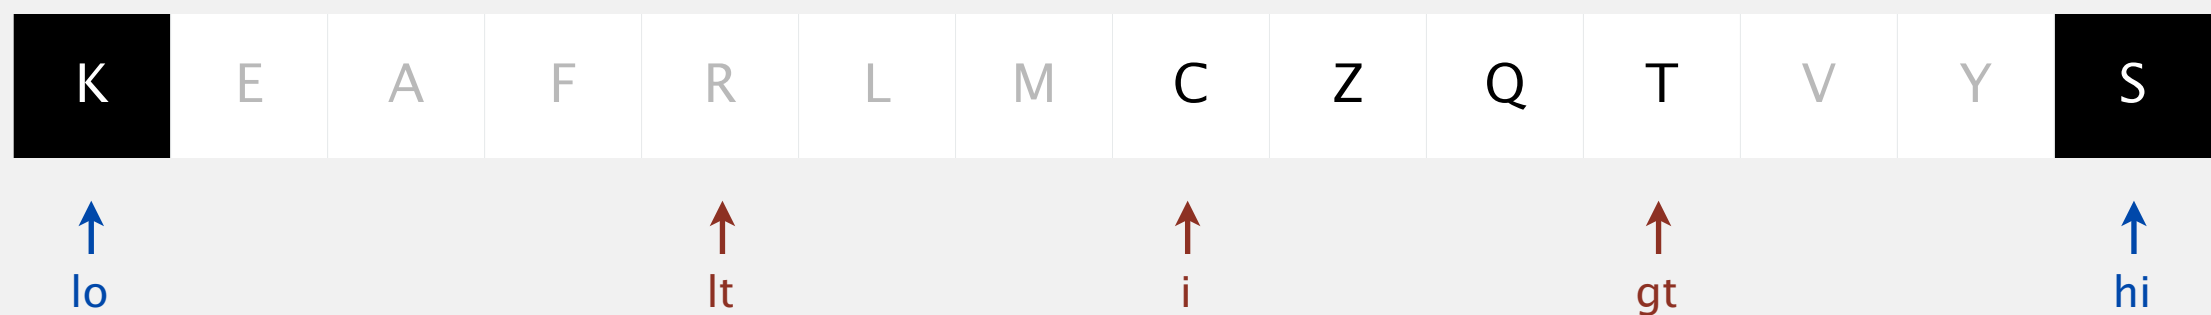 K E A F R L M C Z Q T V Y S
lo lt i gt hi